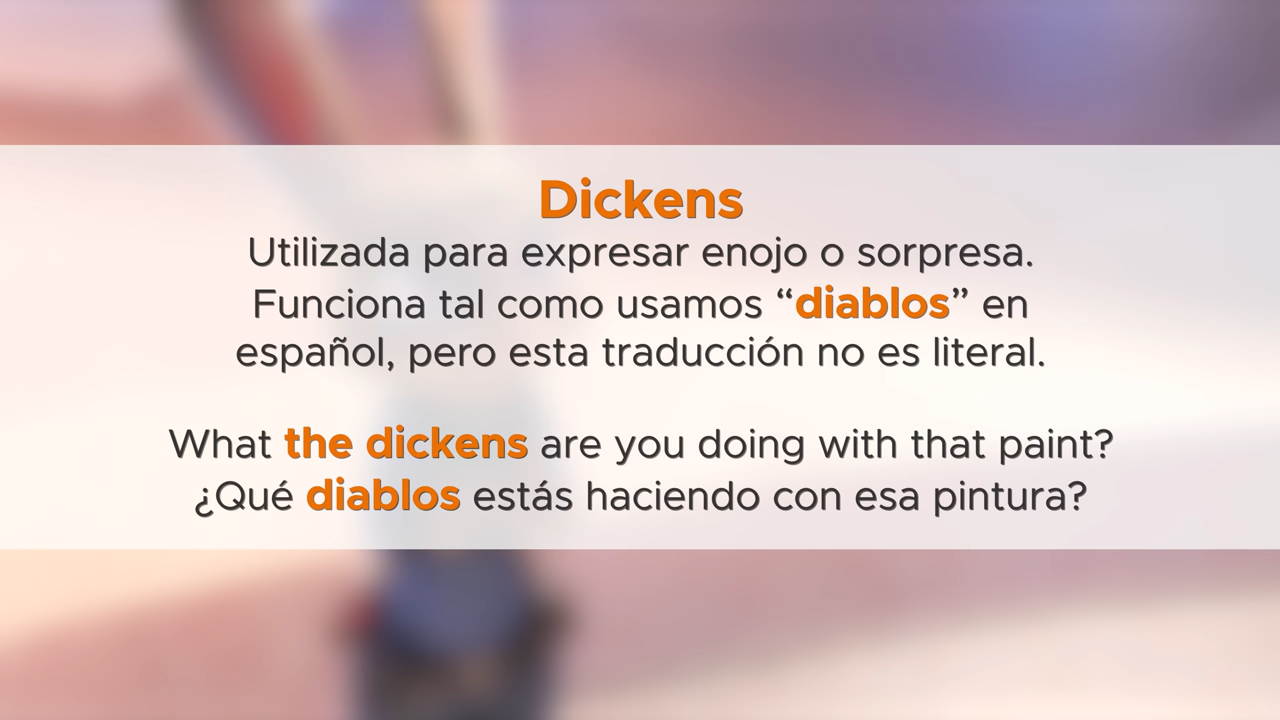 Dickens
Utilizada para expresar enojo o sorpresa.
Funciona tal como usamos “diablos” en
español, pero esta traducción no es literal.
What the dickens are you doing with that paint?
¿Qué diablos estás haciendo con esa pintura?